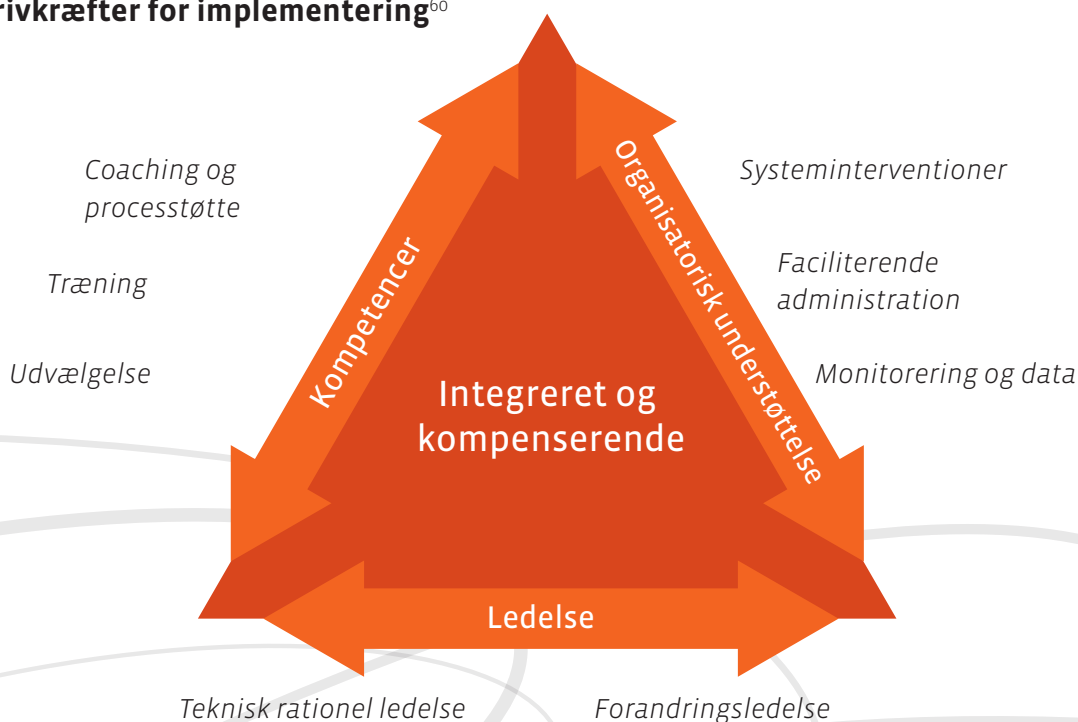 rivkræfter for implementering⁶⁰
Coaching og
processtøtte
Træning
Udvælgelse
Kompetencer
Organisatorisk understøttelse
Systeminterventioner
Faciliterende
administration
Monitorering og data
Integreret og
kompenserende
Ledelse
Teknisk rationel ledelse
Forandringsledelse